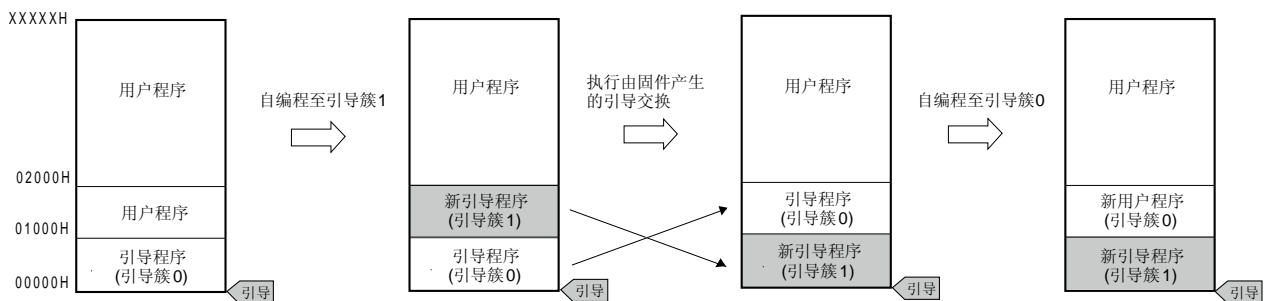 XXXXXH
02000H
01000H
00000H
用户程序
用户程序
引导程序
(引导簇0)
引导
自编程至引导簇1
用户程序
新引导程序
(引导簇1)
引导程序
(引导簇0)
引导
执行由固件产生
的引导交换
用户程序
引导程序
(引导簇0)
新引导程序
(引导簇1)
引导
自编程至引导簇0
用户程序
新用户程序
(引导簇0)
新引导程序
(引导簇1)
引导